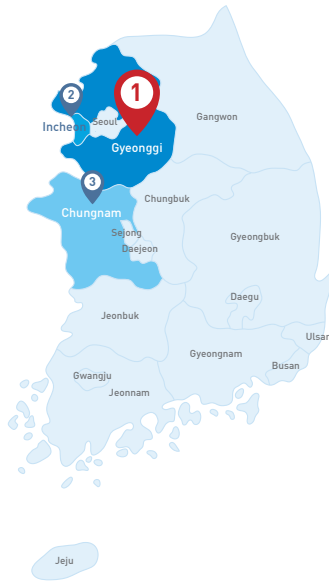 2
1
Incheon
Seoul
Gangwon
Gyeonggi
3
Chungnam
Chungbuk
Sejong
Daejeon
Gyeongbuk
Daegu
Jeonbuk
Ulsan
Gyeongnam
Busan
Gwangju
Jeonnam
Jeju